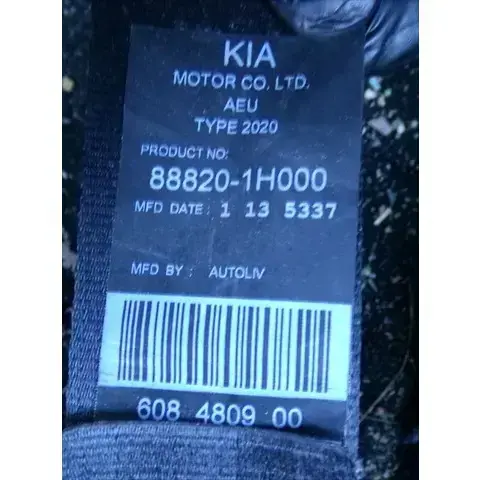 KIA
MOTOR CO. LTD.
AEU
TYPE 2020
PRODUCT NO:
88820-1H000
MFD DATE : 1 13 5337
MFD BY : AUTOLIV
608 4809 00